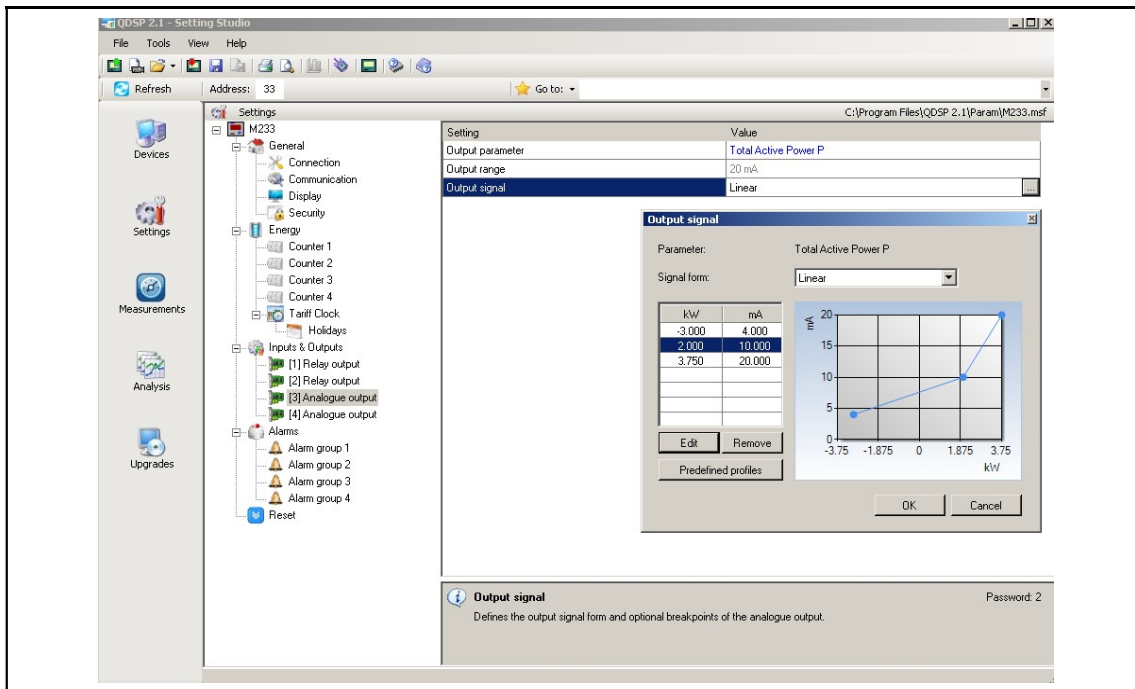 QDSP 2.1 - Setting Studio
File Tools View Help
Refresh Address: 33 Go to:
Settings C:\Program Files\QDSP 2.1\Param\M233.msf
Devices
Settings
Measurements
Analysis
Upgrades
M233
General
Connection
Communication
Display
Security
Energy
Counter 1
Counter 2
Counter 3
Counter 4
Tariff Clock
Holidays
Inputs & Outputs
[1] Relay output
[2] Relay output
[3] Analogue output
[4] Analogue output
Alarms
Alarm group 1
Alarm group 2
Alarm group 3
Alarm group 4
Reset
Setting Value
Output parameter Total Active Power P
Output range 20 mA
Output signal Linear ...
Output signal
Parameter: Total Active Power P
Signal form: Linear
kW mA
-3.000 4.000
2.000 10.000
3.750 20.000
Edit Remove
Predefined profiles
mA
20
15
10
5
0
-3.75 -1.875 0 1.875 3.75
kW
OK Cancel
Output signal Password: 2
Defines the output signal form and optional breakpoints of the analogue output.